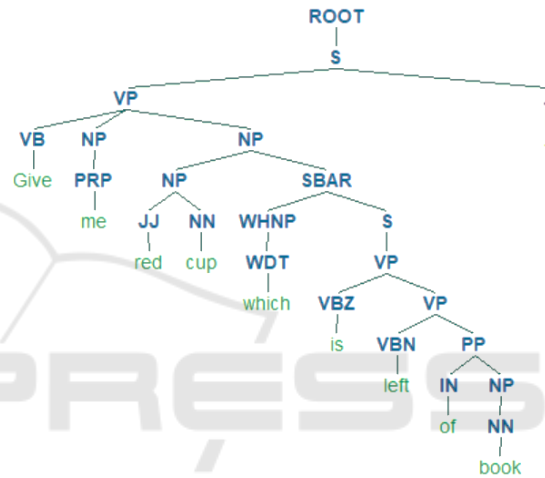 ROOT
S
VP
VB NP NP
Give PRP NP SBAR
me JJ NN WHNP S
red cup WDT VP
which VBZ VP
is VBN PP
left IN NP
of NN
book
PRESS